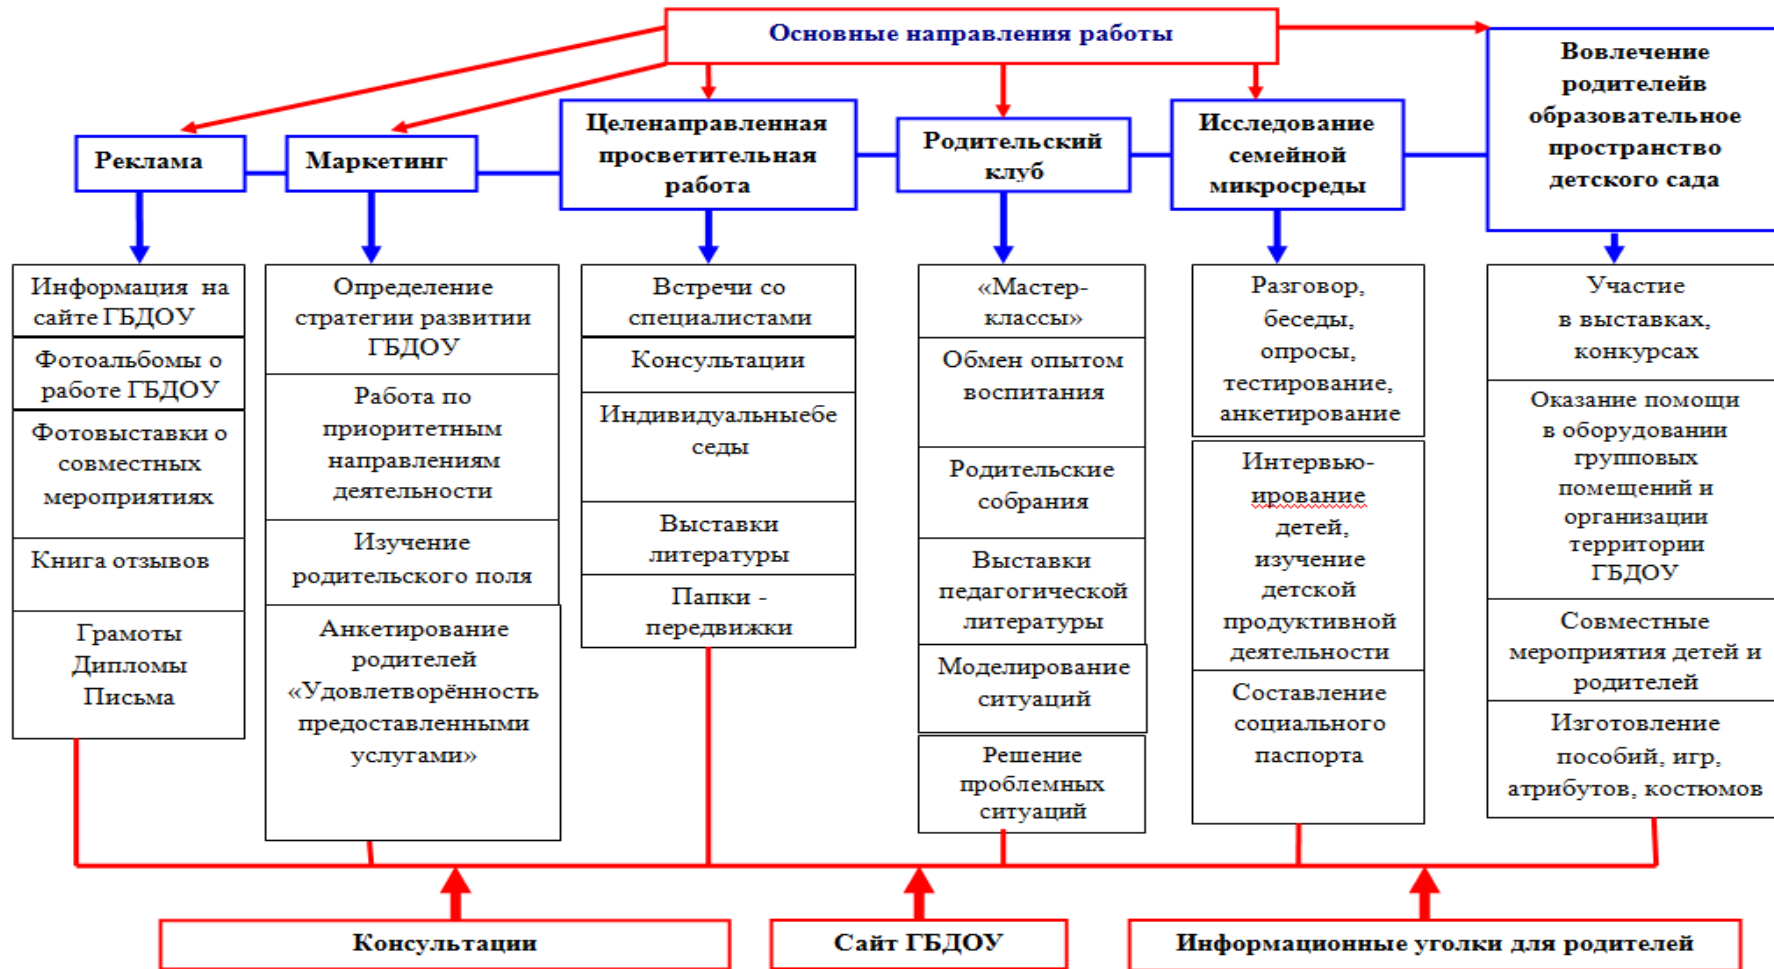 Основные направления работы
Реклама
Маркетинг
Целенаправленная
просветительная
работа
Родительский
клуб
Исследование
семейной
микросреды
Вовлечение
родителейв
образовательное
пространство
детского сада
Информация на
сайте ГБДОУ
Фотоальбомы о
работе ГБДОУ
Фотовыставки о
совместных
мероприятиях
Книга отзывов
Грамоты
Дипломы
Письма
Определение
стратегии развитии
ГБДОУ
Работа по
приоритетным
направлениям
деятельности
Изучение
родительского поля
Анкетирование
родителей
«Удовлетворённость
предоставленными
услугами»
Встречи со
специалистами
Консультации
Индивидуальныебе
седы
Выставки
литературы
Папки -
передвижки
«Мастер-
классы»
Обмен опытом
воспитания
Родительские
собрания
Выставки
педагогической
литературы
Моделирование
ситуаций
Решение
проблемных
ситуаций
Разговор,
беседы,
опросы,
тестирование,
анкетирование
Интервью-
ирование
детей,
изучение
детской
продуктивной
деятельности
Составление
социального
паспорта
Участие
в выставках,
конкурсах
Оказание помощи
в оборудовании
групповых
помещений и
организации
территории
ГБДОУ
Совместные
мероприятия детей и
родителей
Изготовление
пособий, игр,
атрибутов, костюмов
Консультации
Сайт ГБДОУ
Информационные уголки для родителей